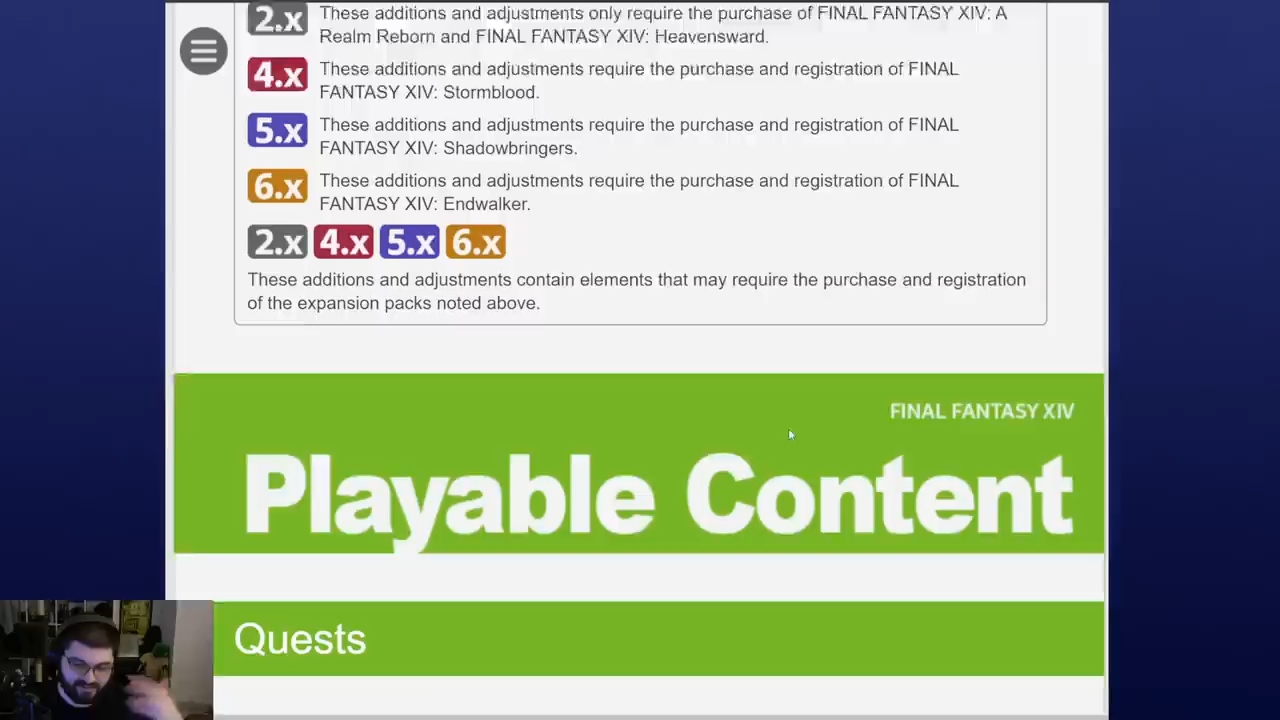 2.x These additions and adjustments only require the purchase of FINAL FANTASY XIV: A
Realm Reborn and FINAL FANTASY XIV: Heavensward.
4.x These additions and adjustments require the purchase and registration of FINAL
FANTASY XIV: Stormblood.
5.x These additions and adjustments require the purchase and registration of FINAL
FANTASY XIV: Shadowbringers.
6.x These additions and adjustments require the purchase and registration of FINAL
FANTASY XIV: Endwalker.
2.x 4.x 5.x 6.x
These additions and adjustments contain elements that may require the purchase and registration
of the expansion packs noted above.
FINAL FANTASY XIV
Playable Content
Quests